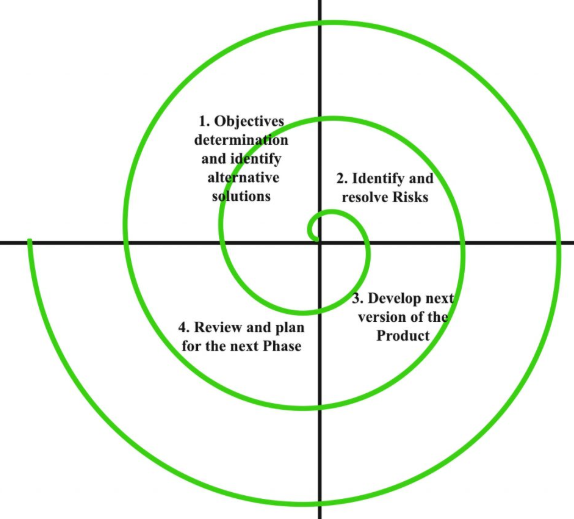 1. Objectives
determination
and identify
alternative
solutions
2. Identify and
resolve Risks
3. Develop next
version of the
Product
4. Review and plan
for the next Phase